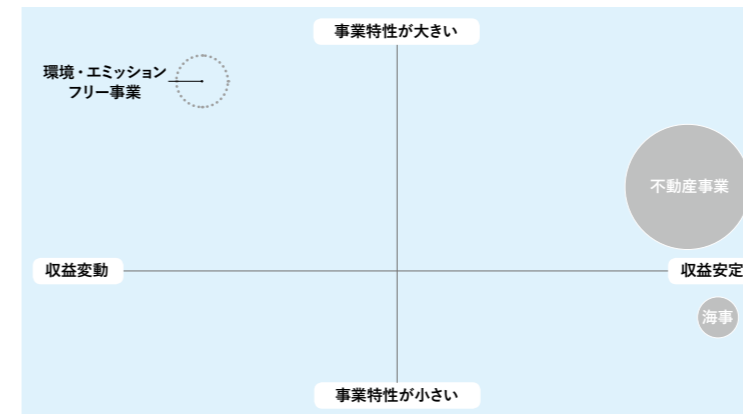 事業特性が大きい
環境・エミッション
フリー事業
不動産事業
収益変動
収益安定
海事
事業特性が小さい